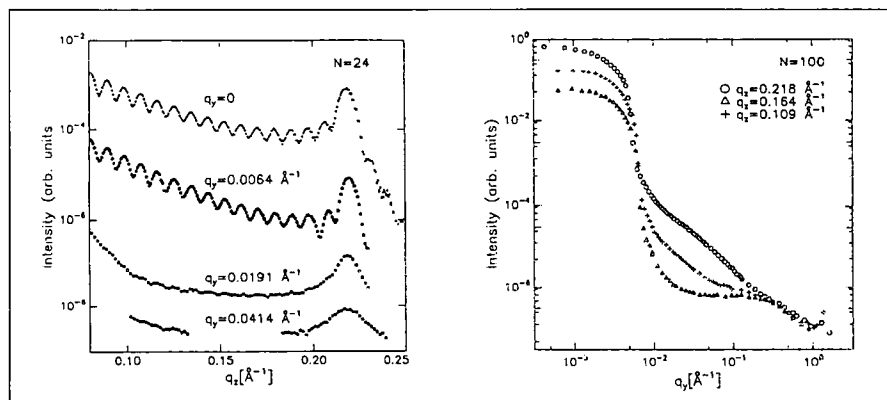 10⁻²
10⁻⁴
10⁻⁶
10⁻⁸
Intensity (arb. units)
N=24
q_y=0
q_y=0.0064 Å⁻¹
q_y=0.0191 Å⁻¹
q_y=0.0414 Å⁻¹
0.10
0.15
0.20
0.25
q_z[Å⁻¹]
10⁰
10⁻²
10⁻⁴
10⁻⁶
Intensity (arb. units)
N=100
q_z=0.218 Å⁻¹
q_z=0.164 Å⁻¹
q_z=0.109 Å⁻¹
10⁻³
10⁻²
10⁻¹
10⁰
q_y[Å⁻¹]